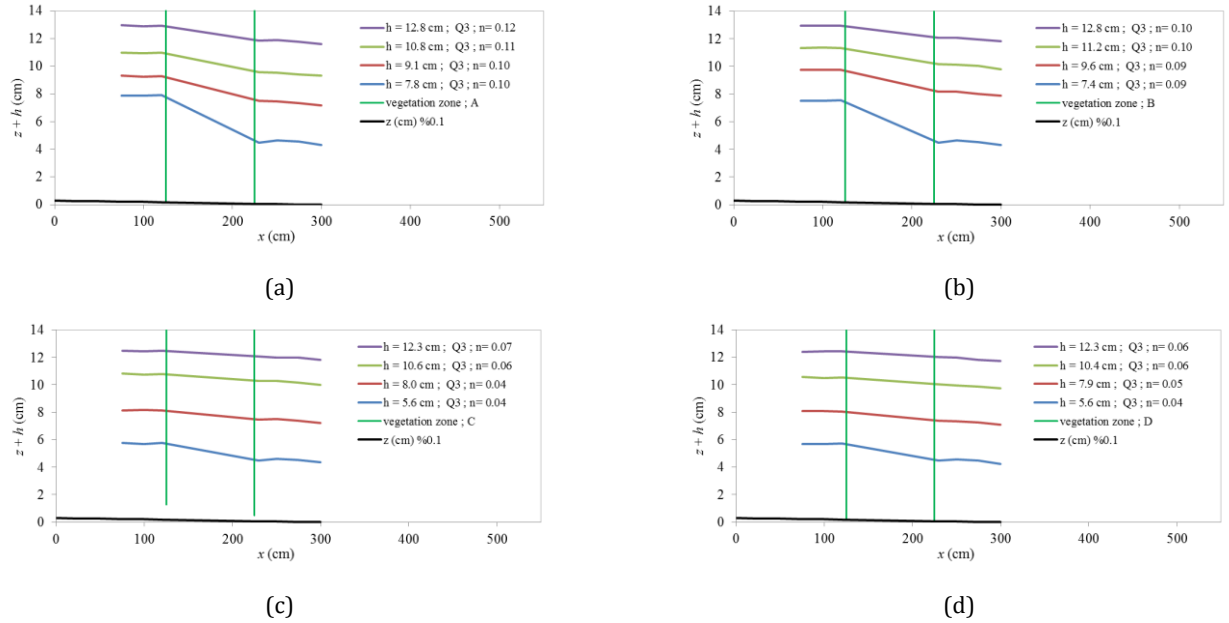 14
12
10
8
6
4
2
0
z + h (cm)
0 100 200 300 400 500
x (cm)
h = 12.8 cm ; Q3 ; n= 0.12
h = 10.8 cm ; Q3 ; n= 0.11
h = 9.1 cm ; Q3 ; n= 0.10
h = 7.8 cm ; Q3 ; n= 0.10
vegetation zone ; A
z (cm) %0.1
(a)
14
12
10
8
6
4
2
0
z + h (cm)
0 100 200 300 400 500
x (cm)
h = 12.8 cm ; Q3 ; n= 0.10
h = 11.2 cm ; Q3 ; n= 0.10
h = 9.6 cm ; Q3 ; n= 0.09
h = 7.4 cm ; Q3 ; n= 0.09
vegetation zone ; B
z (cm) %0.1
(b)
14
12
10
8
6
4
2
0
z + h (cm)
0 100 200 300 400 500
x (cm)
h = 12.3 cm ; Q3 ; n= 0.07
h = 10.6 cm ; Q3 ; n= 0.06
h = 8.0 cm ; Q3 ; n= 0.04
h = 5.6 cm ; Q3 ; n= 0.04
vegetation zone ; C
z (cm) %0.1
(c)
14
12
10
8
6
4
2
0
z + h (cm)
0 100 200 300 400 500
x (cm)
h = 12.3 cm ; Q3 ; n= 0.06
h = 10.4 cm ; Q3 ; n= 0.06
h = 7.9 cm ; Q3 ; n= 0.05
h = 5.6 cm ; Q3 ; n= 0.04
vegetation zone ; D
z (cm) %0.1
(d)